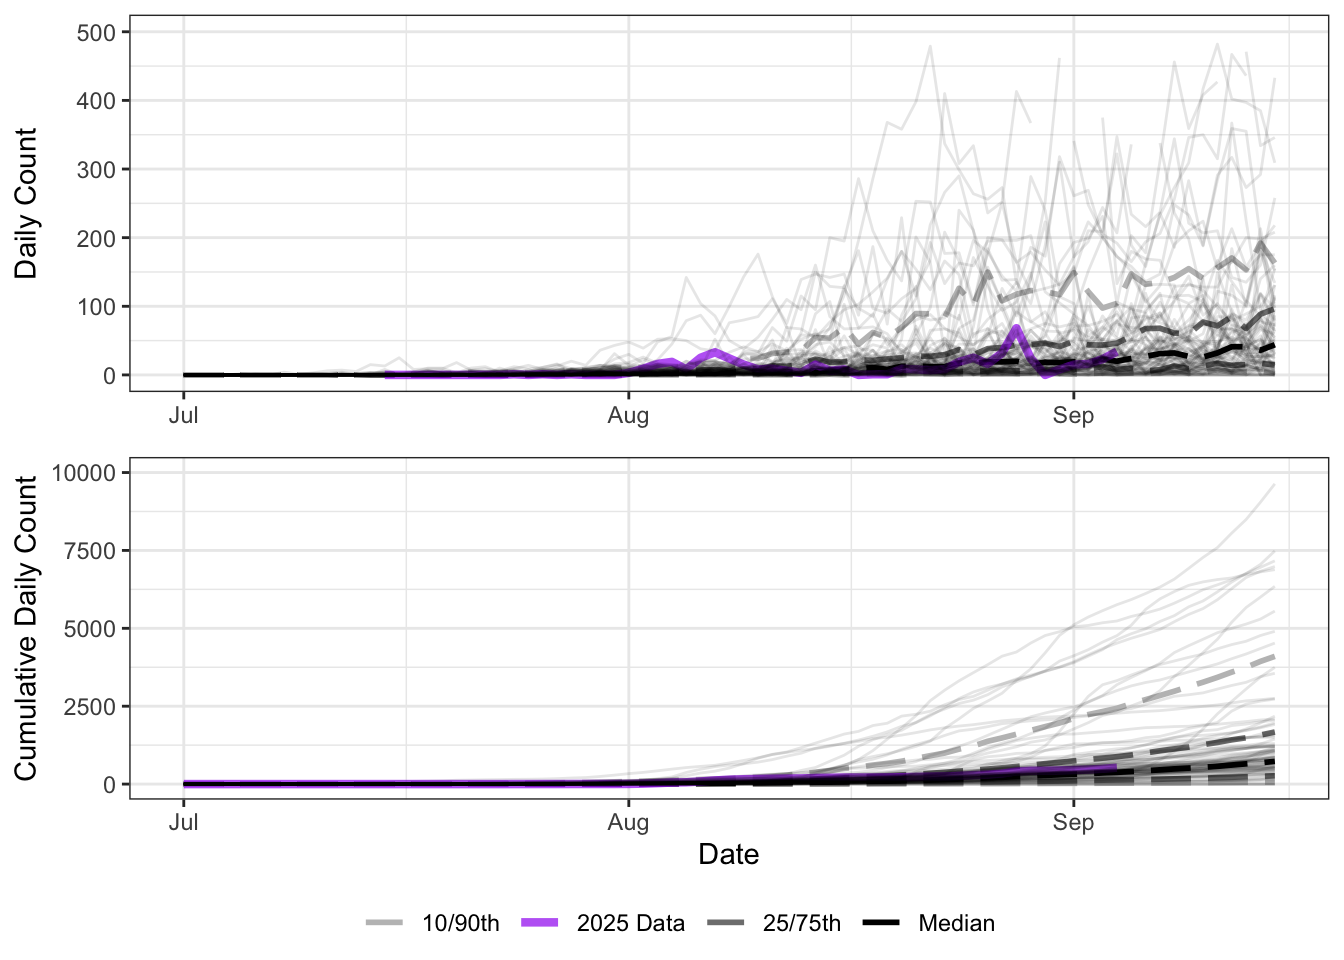 Daily Count
500
400
300
200
100
0
Jul Aug Sep
Cumulative Daily Count
10000
7500
5000
2500
0
Jul Aug Sep
Date
10/90th 2025 Data 25/75th Median